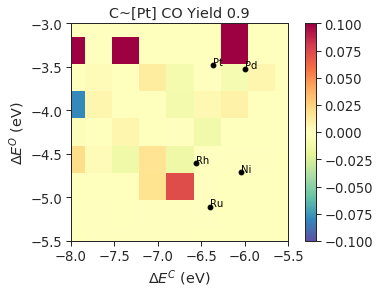 C~[Pt] CO Yield 0.9
−3.0
−3.5
−4.0
−4.5
−5.0
−5.5
ΔE^O (eV)
Pt
Pd
Rh
Ni
Ru
−8.0 −7.5 −7.0 −6.5 −6.0 −5.5
ΔE^C (eV)
0.100
0.075
0.050
0.025
0.000
−0.025
−0.050
−0.075
−0.100